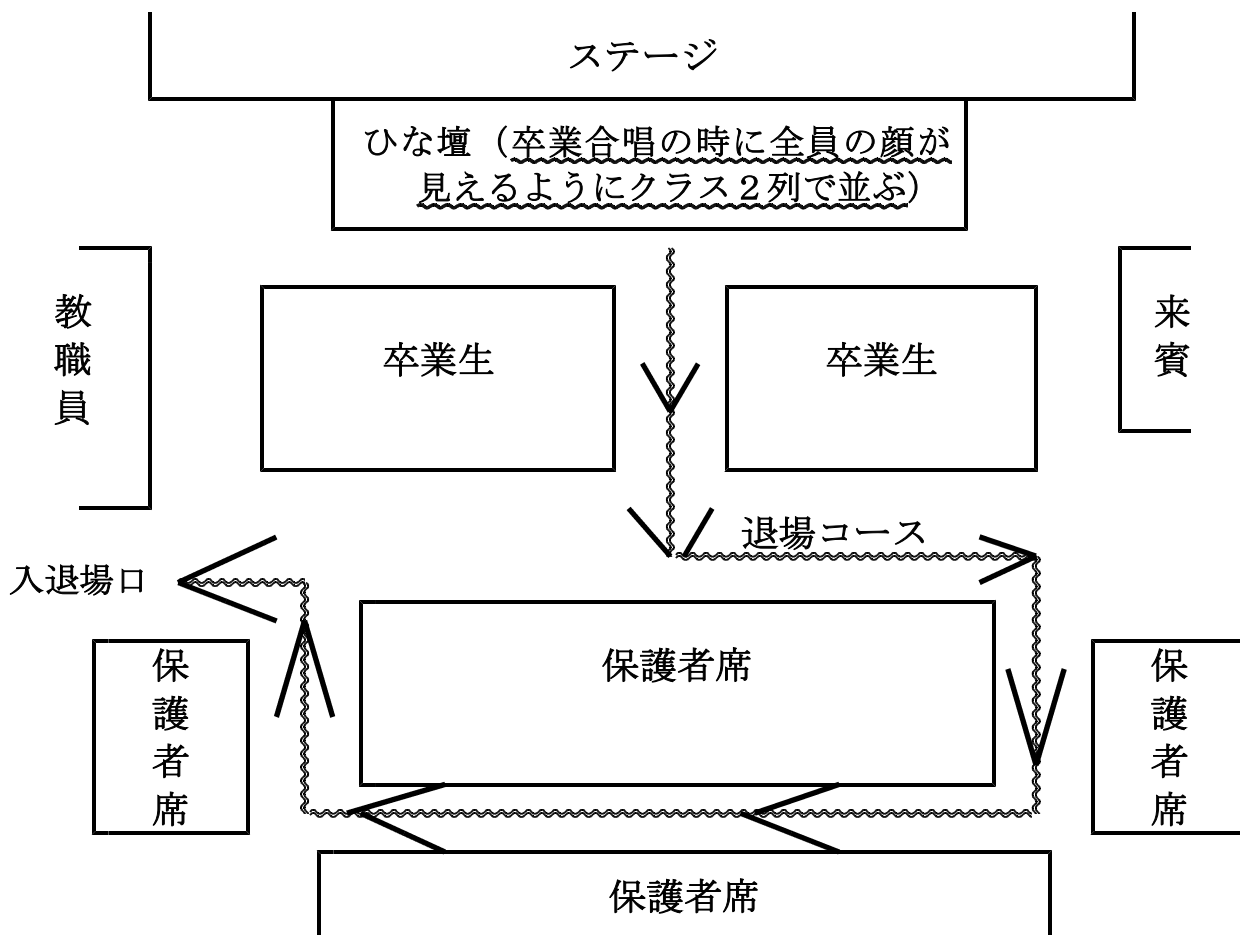 ステージ
ひな壇（卒業合唱の時に全員の顔が
見えるようにクラス２列で並ぶ）
教職員
卒業生
卒業生
来賓
退場コース
入退場口
保護者席
保護者席
保護者席
保護者席